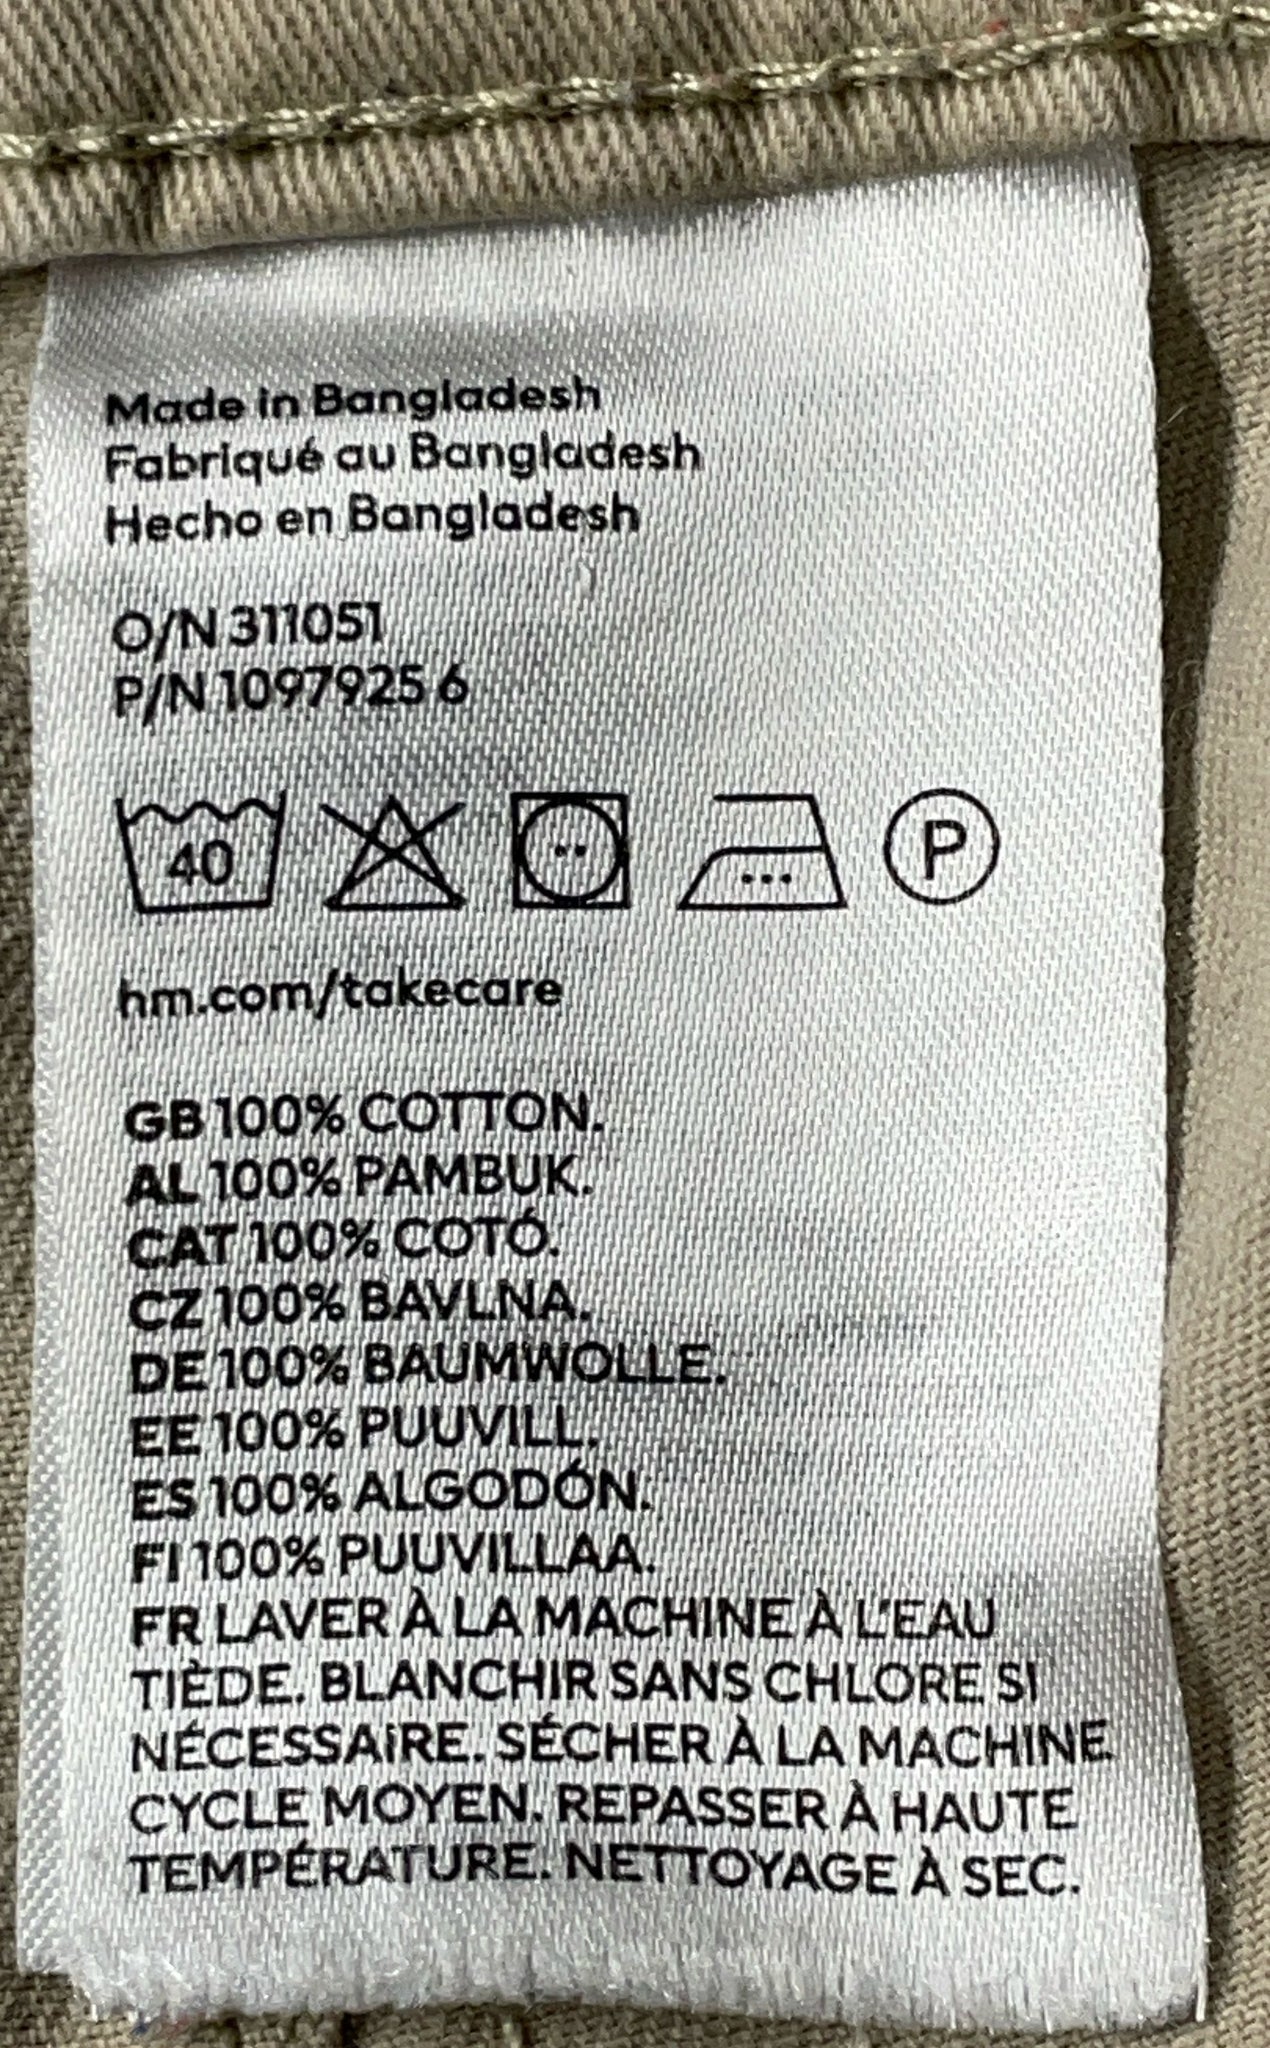 Made in Bangladesh
Fabriqué au Bangladesh
Hecho en Bangladesh
O/N 311051
P/N 1097925 6
40 P
hm.com/takecare
GB 100% COTTON.
AL 100% PAMBUK.
CAT 100% COTÓ.
CZ 100% BAVLNA.
DE 100% BAUMWOLLE.
EE 100% PUUVILL.
ES 100% ALGODÓN.
FI 100% PUUVILLAA.
FR LAVER À LA MACHINE À L'EAU
TIÈDE. BLANCHIR SANS CHLORE SI
NÉCESSAIRE. SÉCHER À LA MACHINE
CYCLE MOYEN. REPASSER À HAUTE
TEMPÉRATURE. NETTOYAGE À SEC.